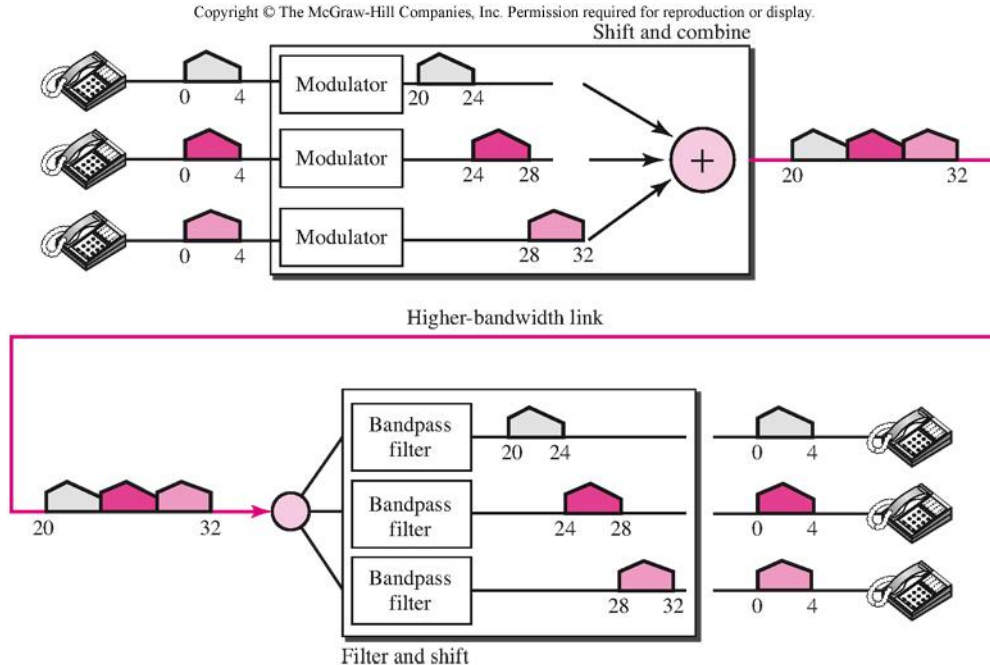 Copyright © The McGraw-Hill Companies, Inc. Permission required for reproduction or display.
Shift and combine
0 4
Modulator
20 24
0 4
Modulator
24 28
+
20 32
0 4
Modulator
28 32
Higher-bandwidth link
Bandpass
filter
20 24
0 4
20 32
Bandpass
filter
24 28
0 4
Bandpass
filter
28 32
0 4
Filter and shift